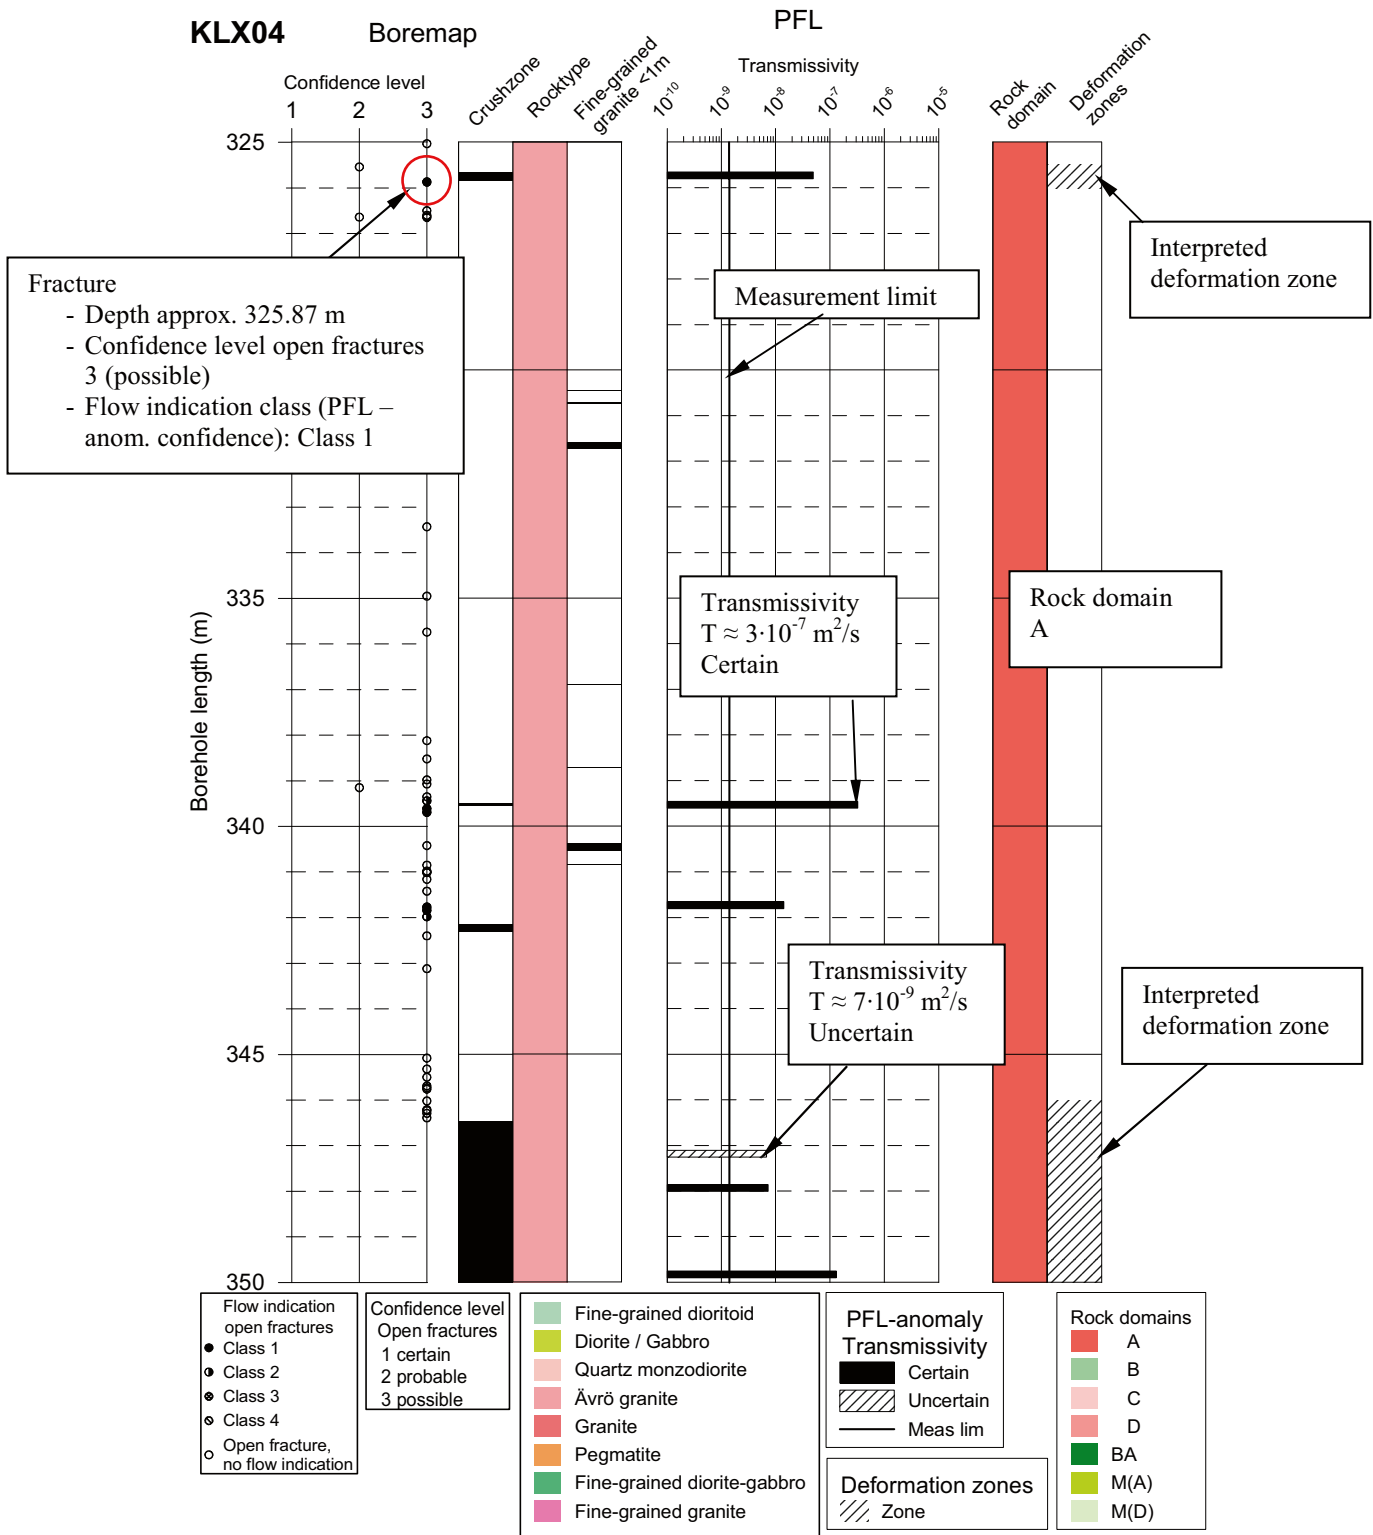 KLX04
Boremap
PFL
Confidence level
1 2 3
Crushzone
Rocktype
Fine-grained
granite <1m
Transmissivity
10⁻¹⁰ 10⁻⁹ 10⁻⁸ 10⁻⁷ 10⁻⁶ 10⁻⁵
Rock
domain
Deformation
zones
325
Interpreted
deformation zone
Fracture
- Depth approx. 325.87 m
- Confidence level open fractures
3 (possible)
- Flow indication class (PFL –
anom. confidence): Class 1
Measurement limit
Borehole length (m)
335
Transmissivity
T ≈ 3·10⁻⁷ m²/s
Certain
Rock domain
A
340
Transmissivity
T ≈ 7·10⁻⁹ m²/s
Uncertain
Interpreted
deformation zone
345
350
Flow indication
open fractures
Class 1
Class 2
Class 3
Class 4
Open fracture,
no flow indication
Confidence level
Open fractures
1 certain
2 probable
3 possible
Fine-grained dioritoid
Diorite / Gabbro
Quartz monzodiorite
Ävrö granite
Granite
Pegmatite
Fine-grained diorite-gabbro
Fine-grained granite
PFL-anomaly
Transmissivity
Certain
Uncertain
Meas lim
Deformation zones
Zone
Rock domains
A
B
C
D
BA
M(A)
M(D)